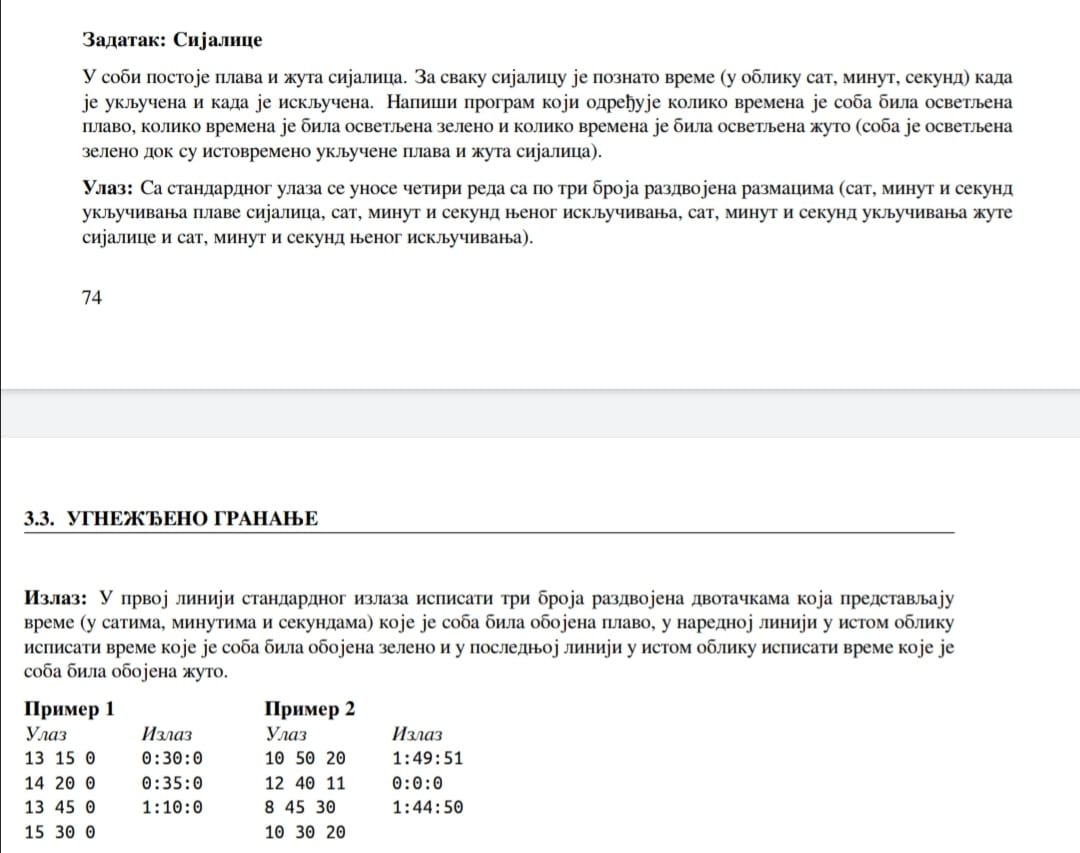 Задатак: Сијалице
У соби постоје плава и жута сијалица. За сваку сијалицу је познато време (у облику сат, минут, секунд) када
је укључена и када је искључена. Напиши програм који одређује колико времена је соба била осветљена
плаво, колико времена је била осветљена зелено и колико времена је била осветљена жуто (соба је осветљена
зелено док су истовремено укључене плава и жута сијалица).
Улаз: Са стандардног улаза се уносе четири реда са по три броја раздвојена размацима (сат, минут и секунд
укључивања плаве сијалица, сат, минут и секунд њеног искључивања, сат, минут и секунд укључивања жуте
сијалице и сат, минут и секунд њеног искључивања).
74
3.3. УГНЕЖЂЕНО ГРАНАЊЕ
Излаз: У првој линији стандардног излаза исписати три броја раздвојена двотачкама која представљају
време (у сатима, минутима и секундама) које је соба била обојена плаво, у наредној линији у истом облику
исписати време које је соба била обојена зелено и у последњој линији у истом облику исписати време које је
соба била обојена жуто.
Пример 1 Пример 2
Улаз Излаз Улаз Излаз
13 15 0 0:30:0 10 50 20 1:49:51
14 20 0 0:35:0 12 40 11 0:0:0
13 45 0 1:10:0 8 45 30 1:44:50
15 30 0 10 30 20